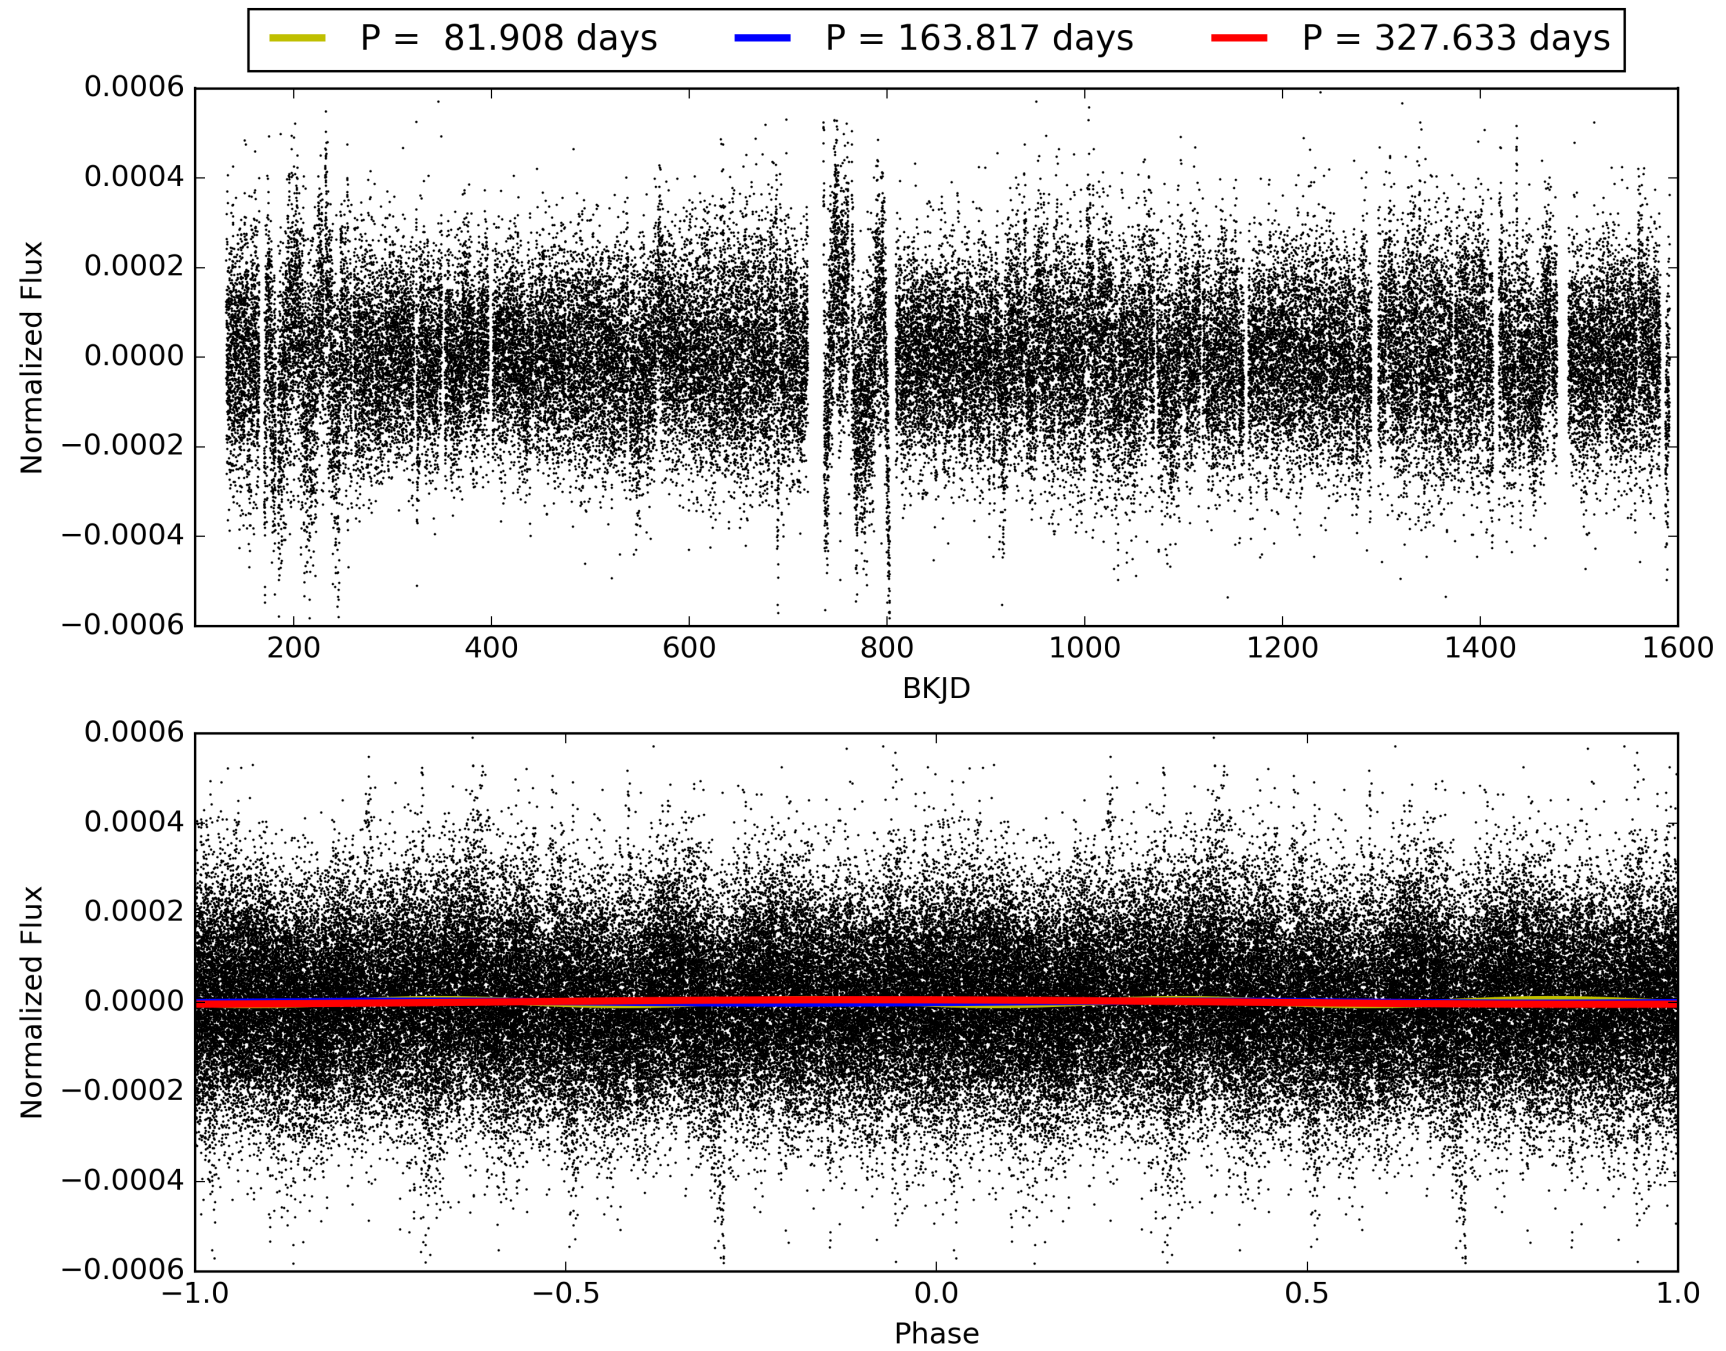 P =  81.908 days P = 163.817 days P = 327.633 days
0.0006
0.0004
0.0002
0.0000
−0.0002
−0.0004
−0.0006
Normalized Flux
200 400 600 800 1000 1200 1400 1600
BKJD
0.0006
0.0004
0.0002
0.0000
−0.0002
−0.0004
−0.0006
Normalized Flux
−1.0 −0.5 0.0 0.5 1.0
Phase